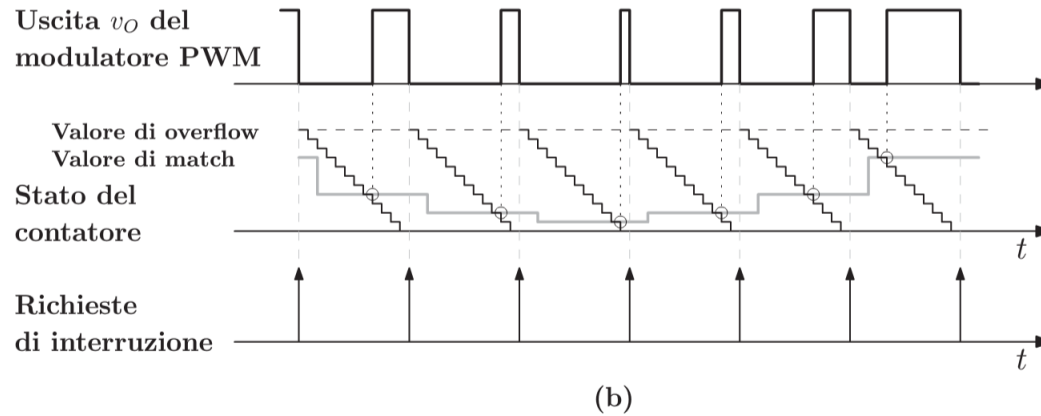 Uscita v_O del
modulatore PWM
Valore di overflow
Valore di match
Stato del
contatore
t
Richieste
di interruzione
t
(b)